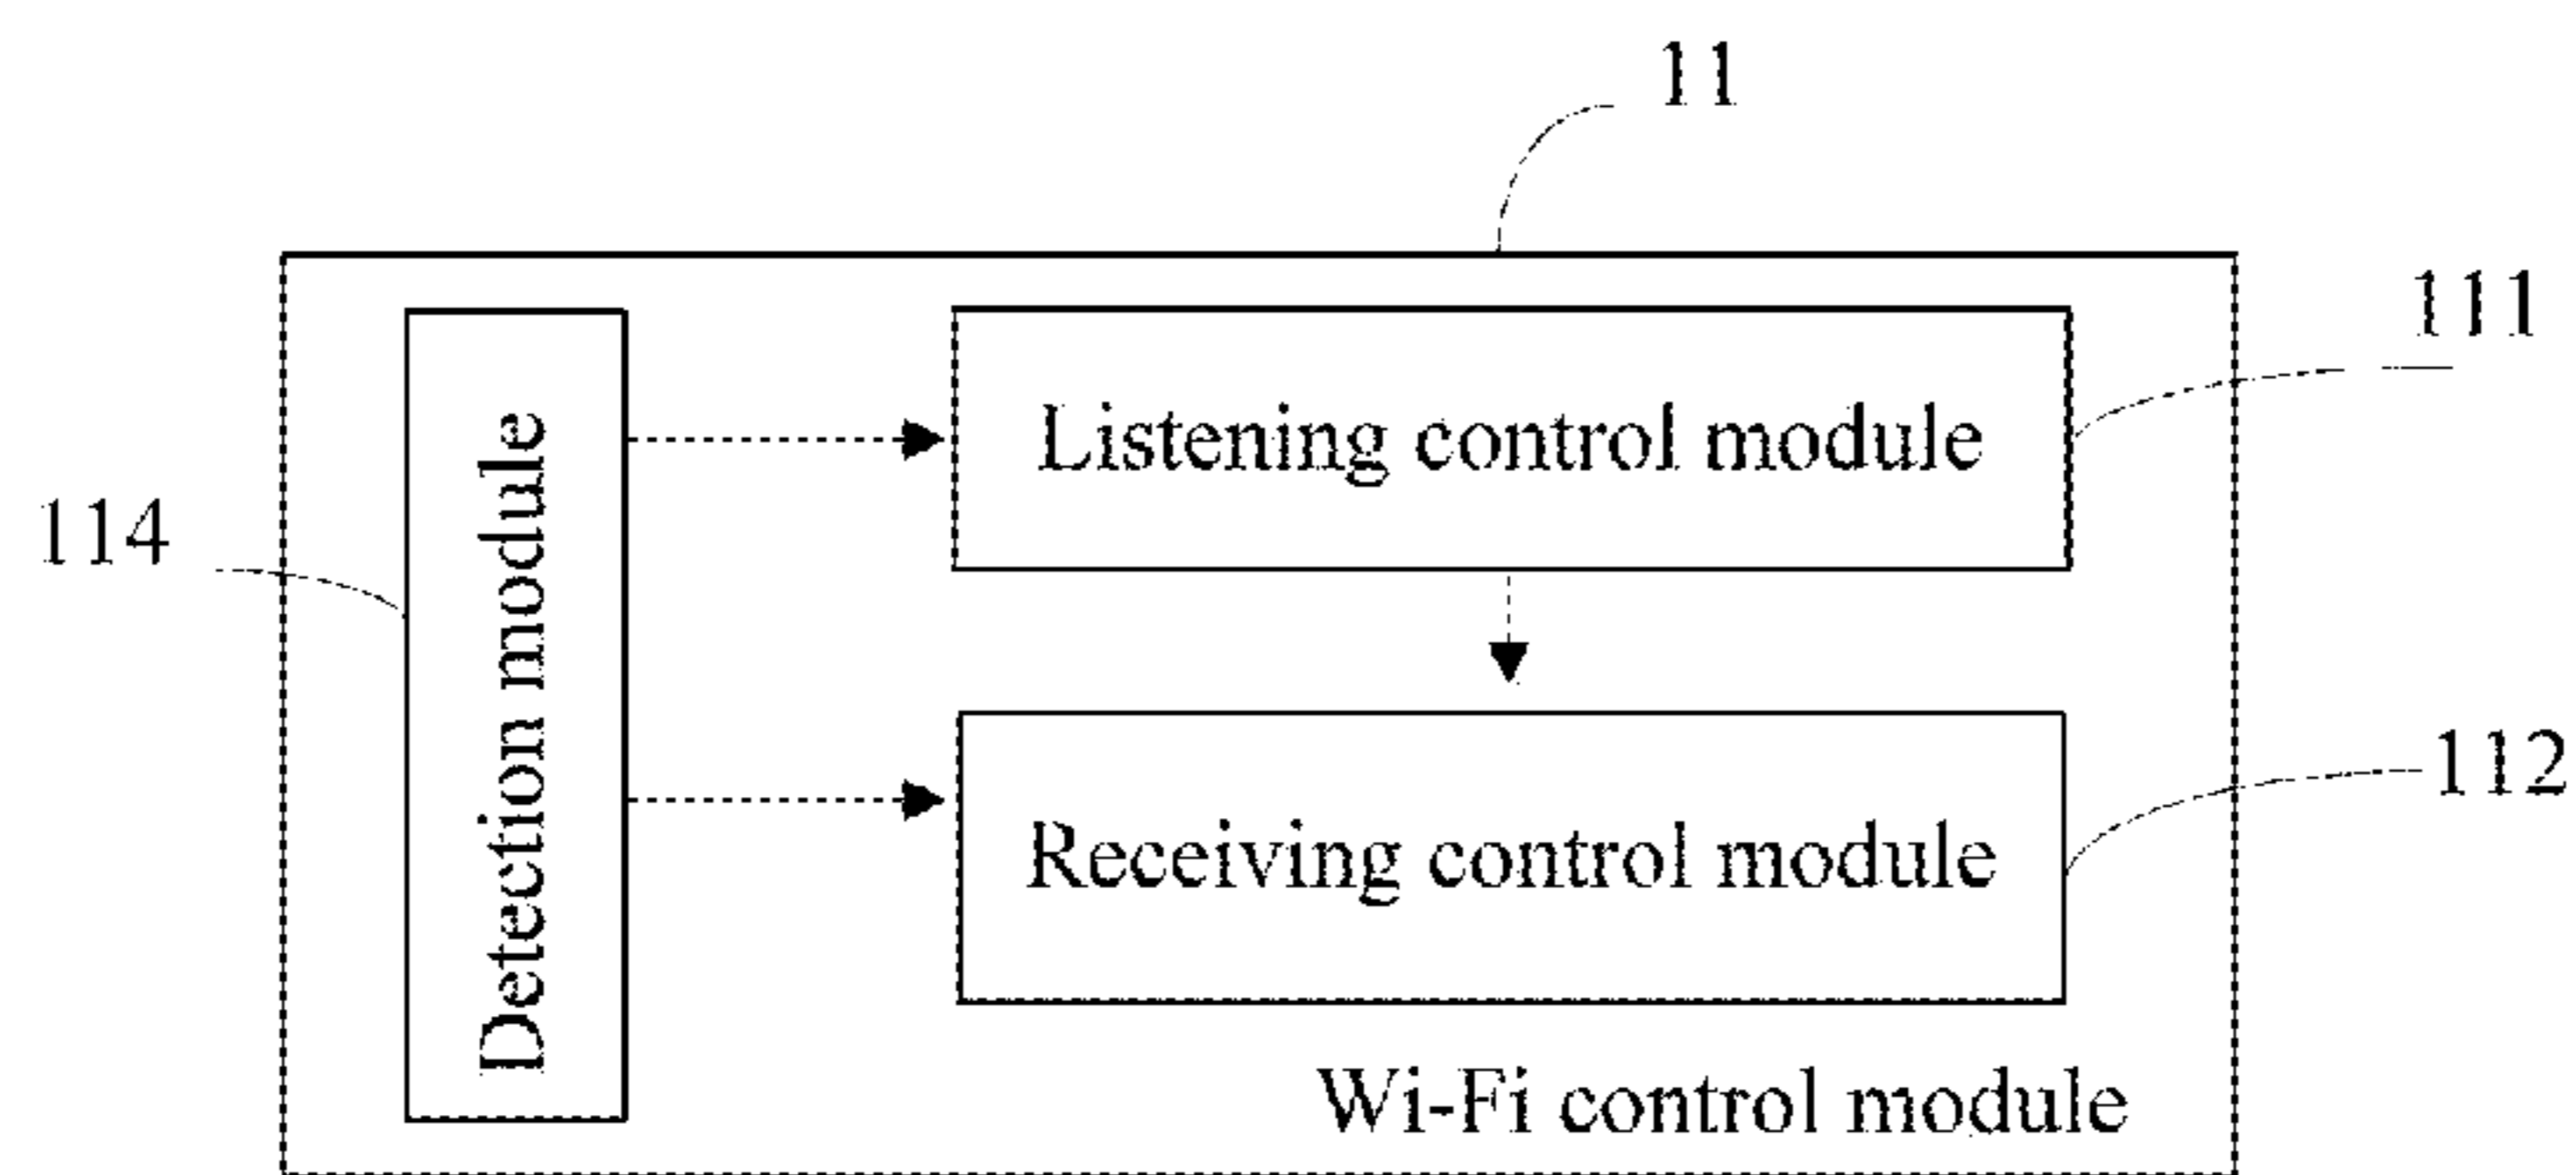 11
111
Listening control module
114
Detection module
112
Receiving control module
Wi-Fi control module